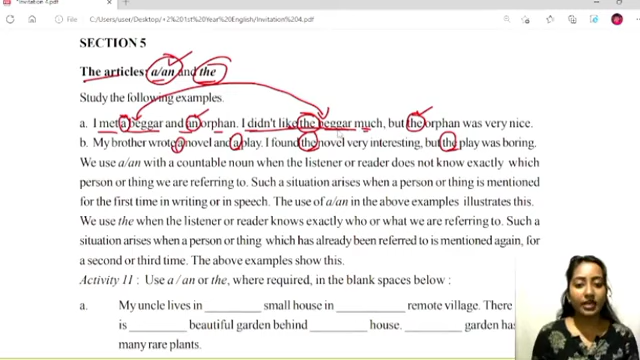 Invitation 4.pdf
File | C:/Users/user/Desktop/+2%201st%20Year%20English/Invitation%204.pdf
SECTION 5
The articles: a/an and the
Study the following examples.
a. I met a beggar and an orphan. I didn't like the beggar much, but the orphan was very nice.
b. My brother wrote a novel and a play. I found the novel very interesting, but the play was boring.
We use a/an with a countable noun when the listener or reader does not know exactly which
person or thing we are referring to. Such a situation arises when a person or thing is mentioned
for the first time in writing or in speech. The use of a/an in the above examples illustrates this.
We use the when the listener or reader knows exactly who or what we are referring to. Such a
situation arises when a person or thing which has already been referred to is mentioned again, for
a second or third time. The above examples show this.
Activity 11 : Use a / an or the, where required, in the blank spaces below :
a. My uncle lives in _________ small house in _________ remote village. There
is _________ beautiful garden behind _________ house. _________ garden has
many rare plants.